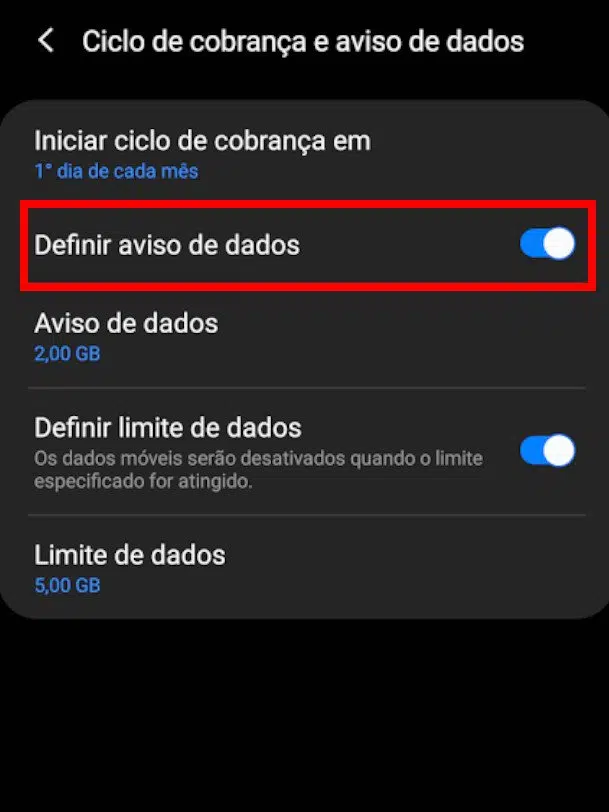 Ciclo de cobrança e aviso de dados
Iniciar ciclo de cobrança em
1° dia de cada mês
Definir aviso de dados
Aviso de dados
2,00 GB
Definir limite de dados
Os dados móveis serão desativados quando o limite
especificado for atingido.
Limite de dados
5,00 GB